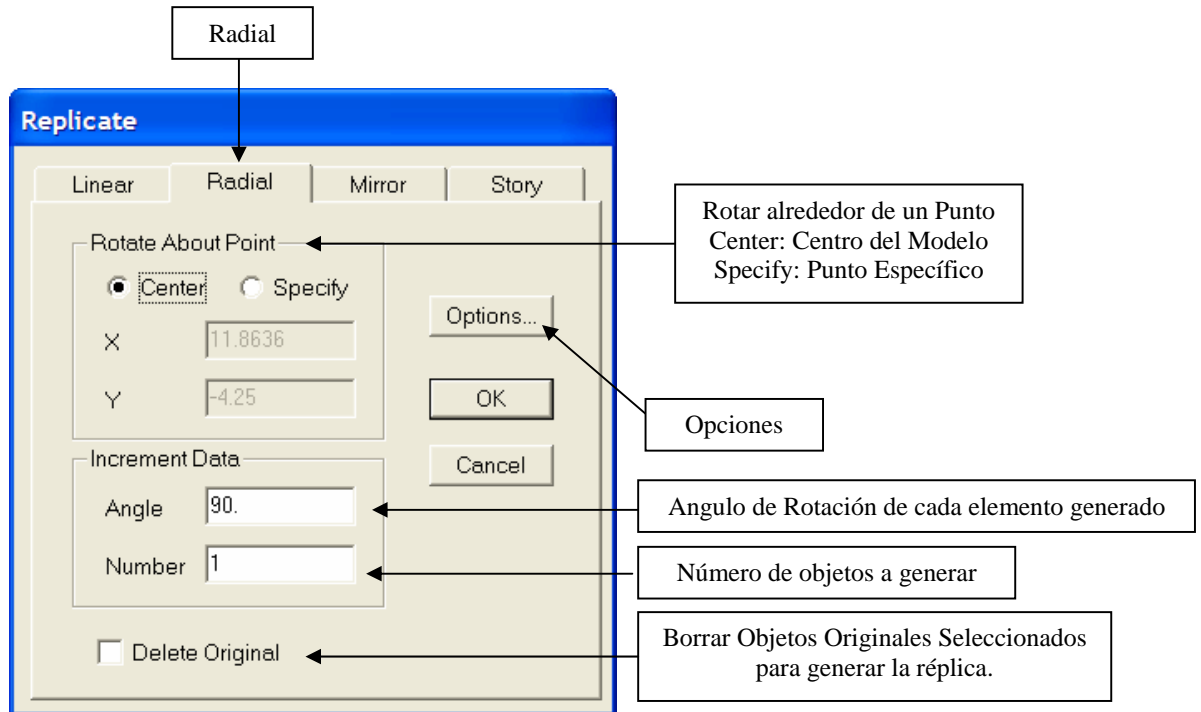 Radial
Replicate
Linear
Radial
Mirror
Story
Rotate About Point
Center
Specify
X
11.8636
Y
-4.25
Options...
OK
Cancel
Increment Data
Angle
90.
Number
1
Delete Original
Rotar alrededor de un Punto
Center: Centro del Modelo
Specify: Punto Específico
Opciones
Angulo de Rotación de cada elemento generado
Número de objetos a generar
Borrar Objetos Originales Seleccionados
para generar la réplica.